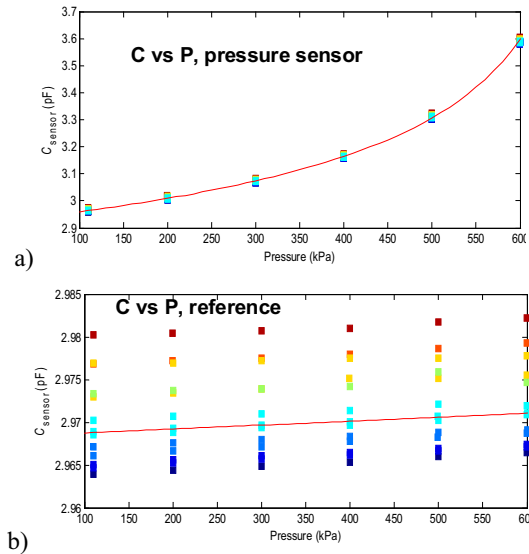 3.7
3.6
C vs P, pressure sensor
3.5
3.4
3.3
3.2
3.1
3
2.9
C sensor (pF)
100 150 200 250 300 350 400 450 500 550 600
Pressure (kPa)
a)
2.985
C vs P, reference
2.98
2.975
2.97
2.965
2.96
C sensor (pF)
100 150 200 250 300 350 400 450 500 550 600
Pressure (kPa)
b)